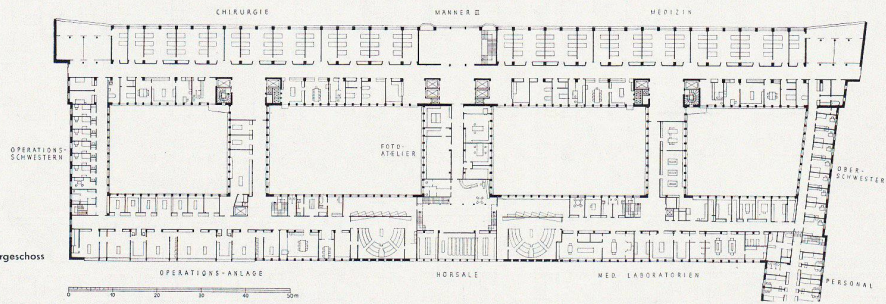 CHIRURGIE
MÄNNER II
MEDIZIN
OPERATIONS-
SCHWESTERN
FOTO-
ATELIER
OBER-
SCHWESTER
rgeschoss
OPERATIONS-ANLAGE
HÖRSÄLE
MED. LABORATORIEN
PERSONAL
0 10 20 30 40 50m